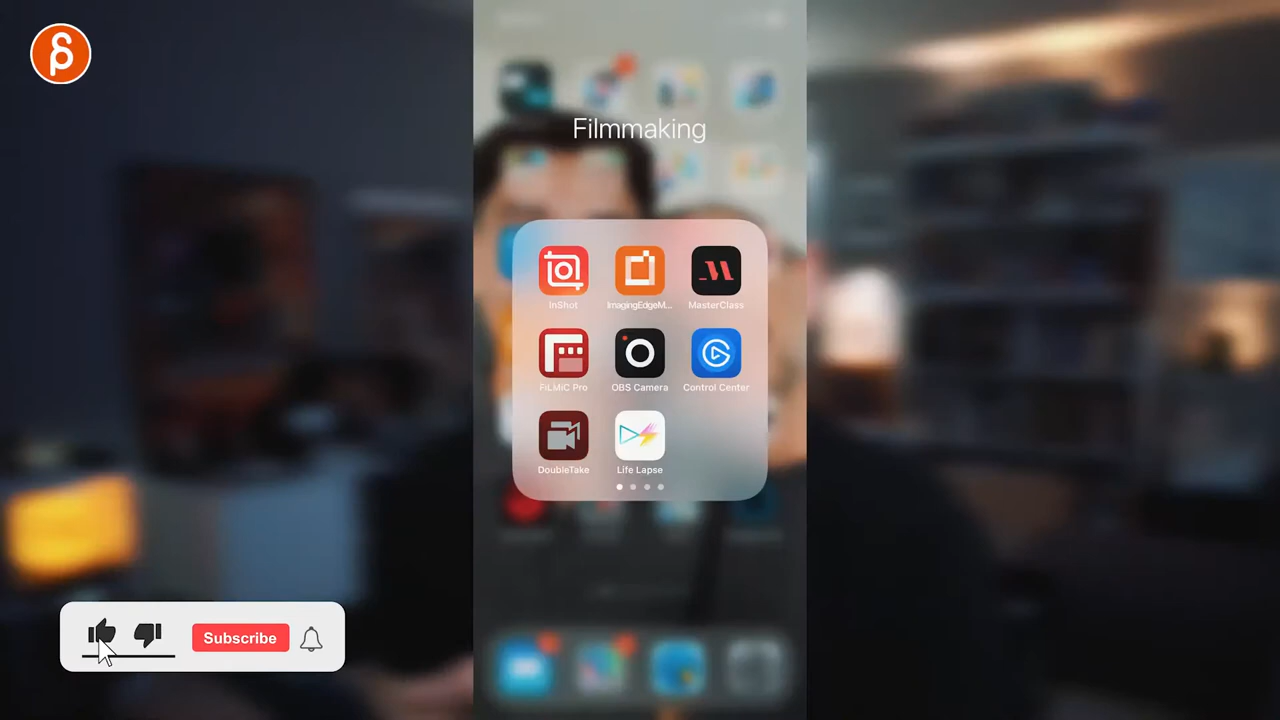 Filmmaking
InShot
ImagingEdgeM...
MasterClass
FiLMiC Pro
OBS Camera
Control Center
DoubleTake
Life Lapse
Subscribe